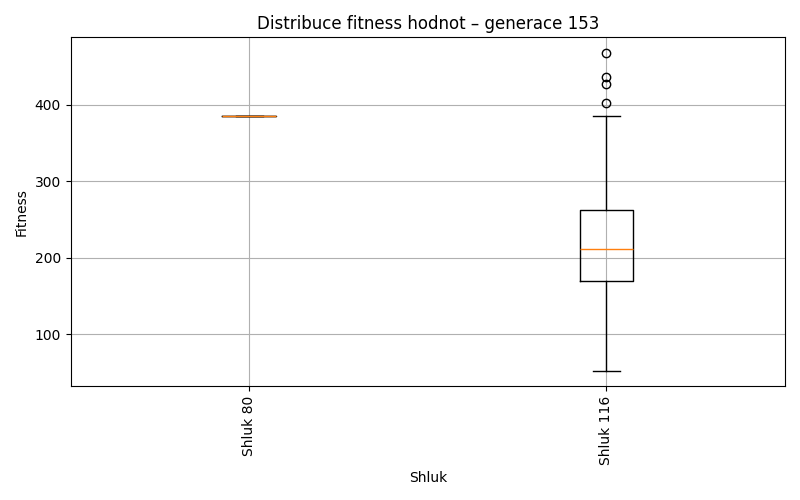 Distribuce fitness hodnot – generace 153
Fitness
400
300
200
100
Shluk 80
Shluk 116
Shluk